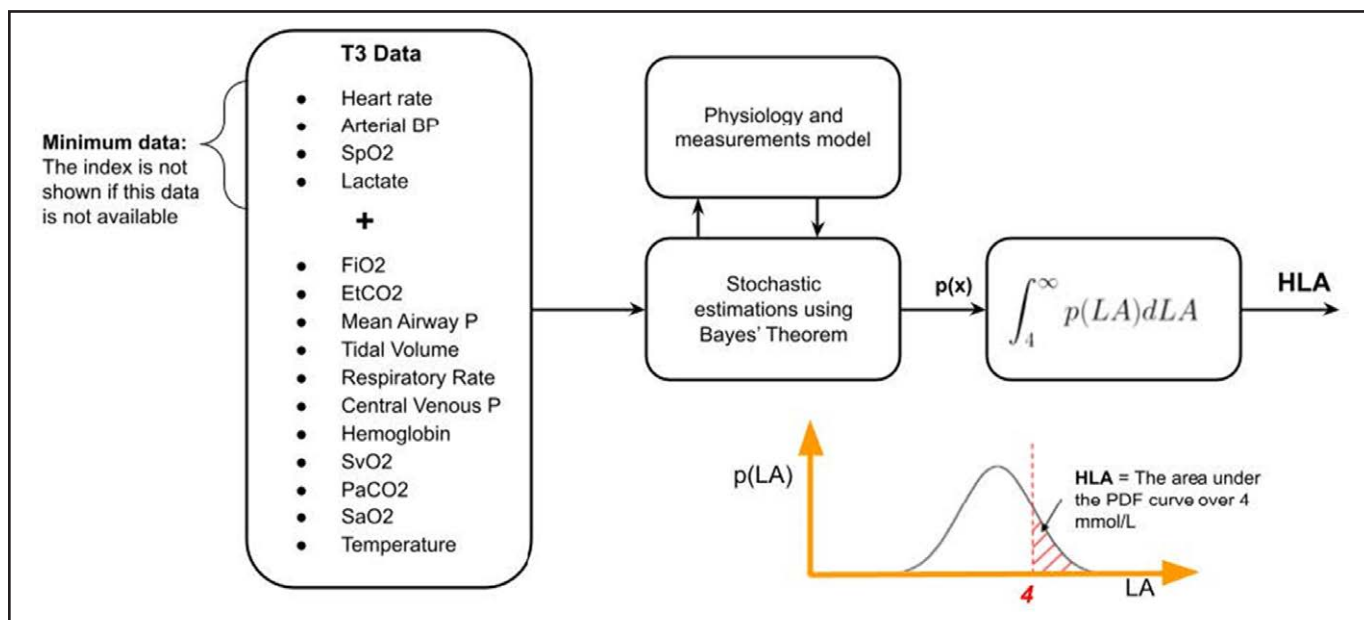 T3 Data
• Heart rate
• Arterial BP
• SpO2
• Lactate
+
• FiO2
• EtCO2
• Mean Airway P
• Tidal Volume
• Respiratory Rate
• Central Venous P
• Hemoglobin
• SvO2
• PaCO2
• SaO2
• Temperature
Minimum data:
The index is not
shown if this data
is not available
Physiology and
measurements model
Stochastic
estimations using
Bayes’ Theorem
p(x)
∫₄^∞ p(LA)dLA
HLA
p(LA)
HLA = The area under
the PDF curve over 4
mmol/L
4
LA